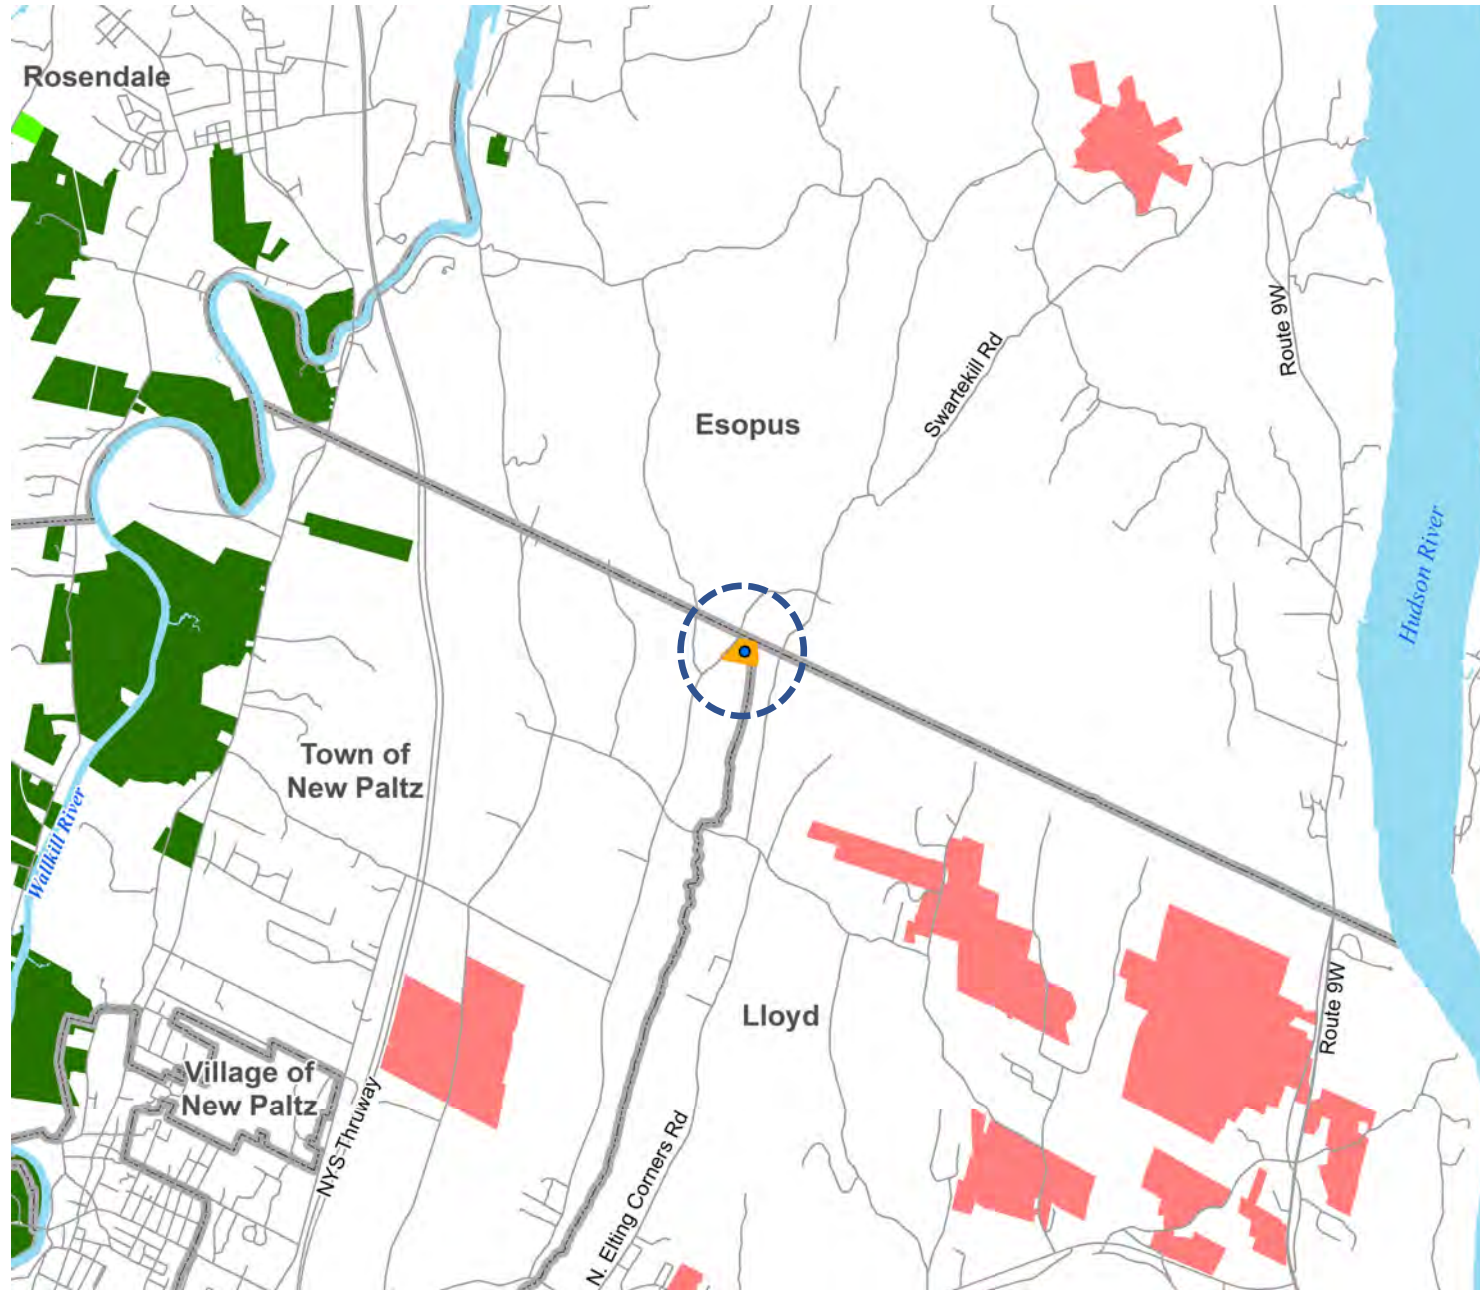 Rosendale
Route 9W
Swartekill Rd
Esopus
Hudson River
Town of
New Paltz
Wallkill River
Lloyd
Route 9W
Village of
New Paltz
NYS Thruway
N. Elting Corners Rd